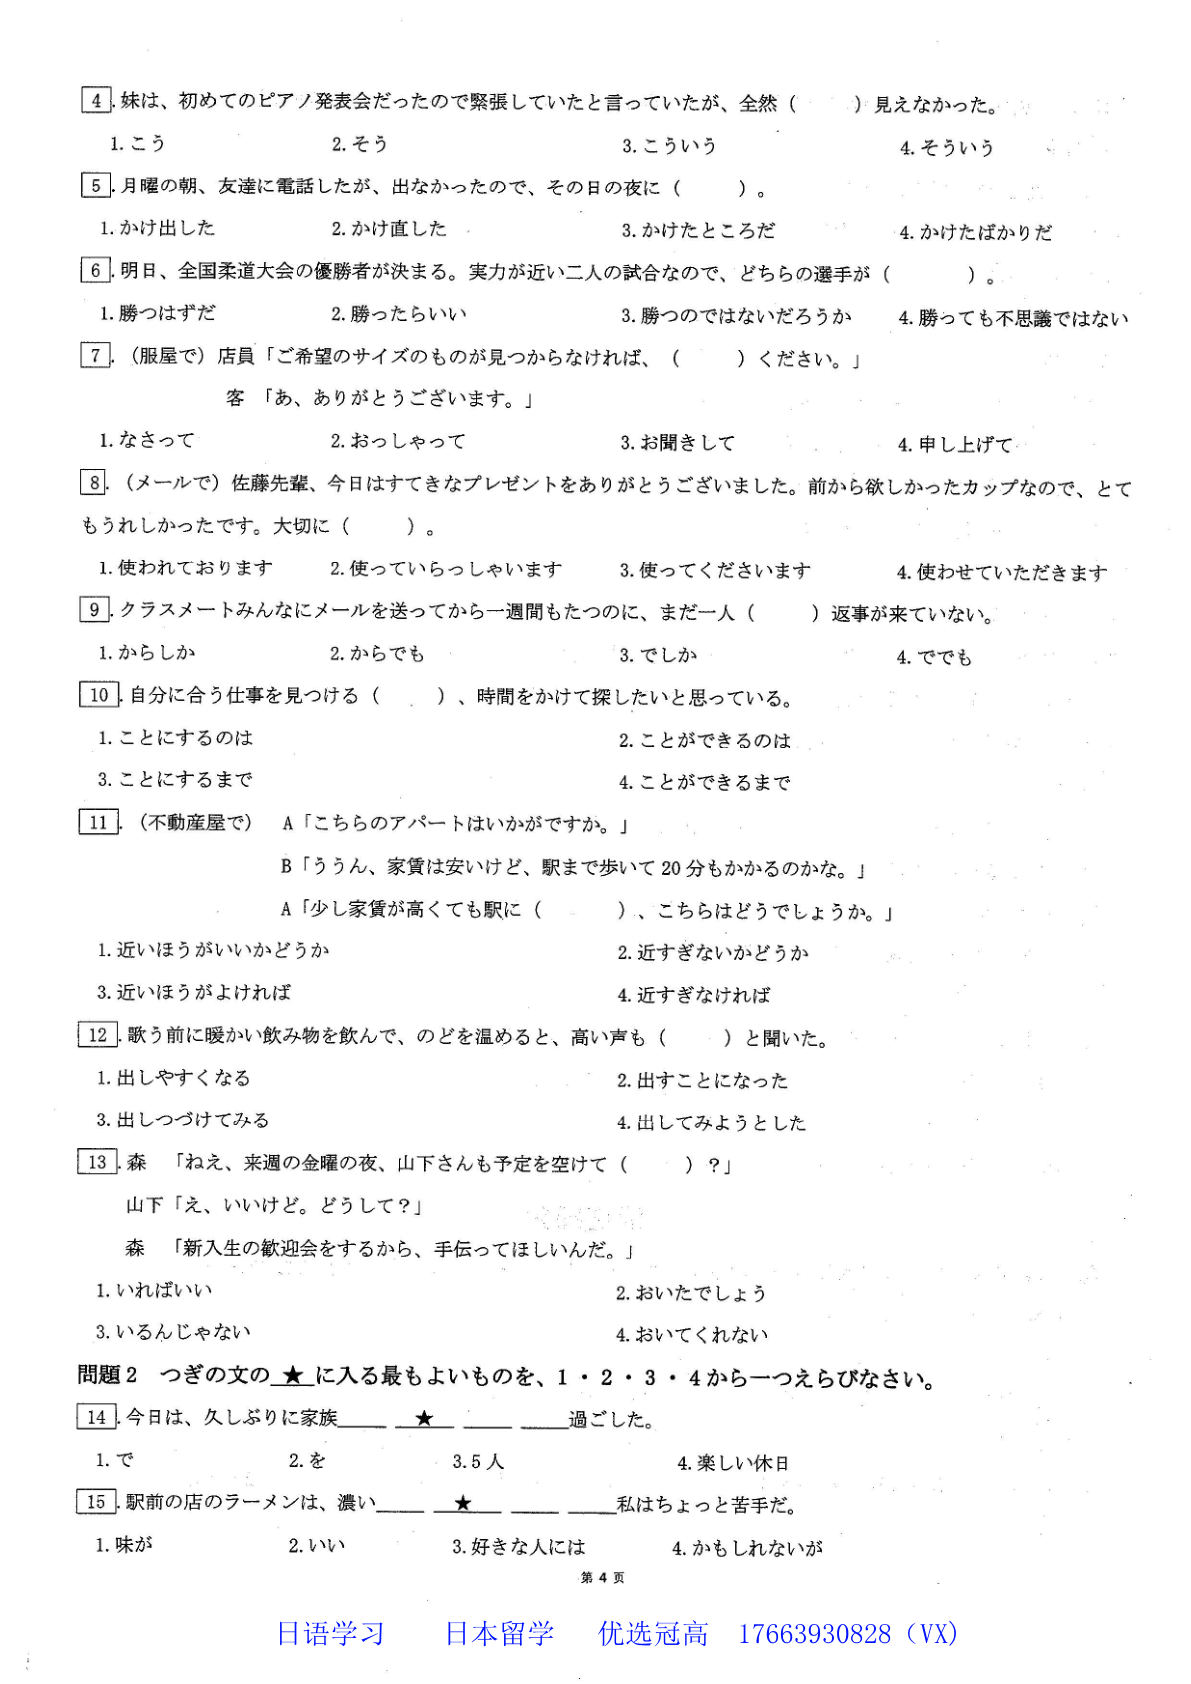 4.妹は、初めてのピアノ発表会だったので緊張していたと言っていたが、全然（　　）見えなかった。
1.こう　2.そう　3.こういう　4.そういう
5.月曜の朝、友達に電話したが、出なかったので、その日の夜に（　　）。
1.かけ出した　2.かけ直した　3.かけたところだ　4.かけたばかりだ
6.明日、全国柔道大会の優勝者が決まる。実力が近い二人の試合なので、どちらの選手が（　　）。
1.勝つはずだ　2.勝ったらいい　3.勝つのではないだろうか　4.勝っても不思議ではない
7.（服屋で）店員「ご希望のサイズのものが見つからなければ、（　　）ください。」
客　「あ、ありがとうございます。」
1.なさって　2.おっしゃって　3.お聞きして　4.申し上げて
8.（メールで）佐藤先輩、今日はすてきなプレゼントをありがとうございました。前から欲しかったカップなので、とて
もうれしかったです。大切に（　　）。
1.使われております　2.使っていらっしゃいます　3.使ってくださいます　4.使わせていただきます
9.クラスメートみんなにメールを送ってから一週間もたつのに、まだ一人（　　）返事が来ていない。
1.からしか　2.からでも　3.でしか　4.ででも
10.自分に合う仕事を見つける（　　）、時間をかけて探したいと思っている。
1.ことにするのは　2.ことができるのは
3.ことにするまで　4.ことができるまで
11.（不動産屋で）　A「こちらのアパートはいかがですか。」
B「ううん、家賃は安いけど、駅まで歩いて20分もかかるのかな。」
A「少し家賃が高くても駅に（　　）、こちらはどうでしょうか。」
1.近いほうがいいかどうか　2.近すぎないかどうか
3.近いほうがよければ　4.近すぎなければ
12.歌う前に暖かい飲み物を飲んで、のどを温めると、高い声も（　　）と聞いた。
1.出しやすくなる　2.出すことになった
3.出しつづけてみる　4.出してみようとした
13.森　「ねえ、来週の金曜の夜、山下さんも予定を空けて（　　）？」
山下「え、いいけど。どうして？」
森　「新入生の歓迎会をするから、手伝ってほしいんだ。」
1.いればいい　2.おいたでしょう
3.いるんじゃない　4.おいてくれない
問題2　つぎの文の ★ に入る最もよいものを、1・2・3・4から一つえらびなさい。
14.今日は、久しぶりに家族____ __★__ ____ ____過ごした。
1.で　2.を　3.5人　4.楽しい休日
15.駅前の店のラーメンは、濃い____ __★__ ____ ____私はちょっと苦手だ。
1.味が　2.いい　3.好きな人には　4.かもしれないが
第 4 页
日语学习　日本留学　优选冠高　17663930828（VX）